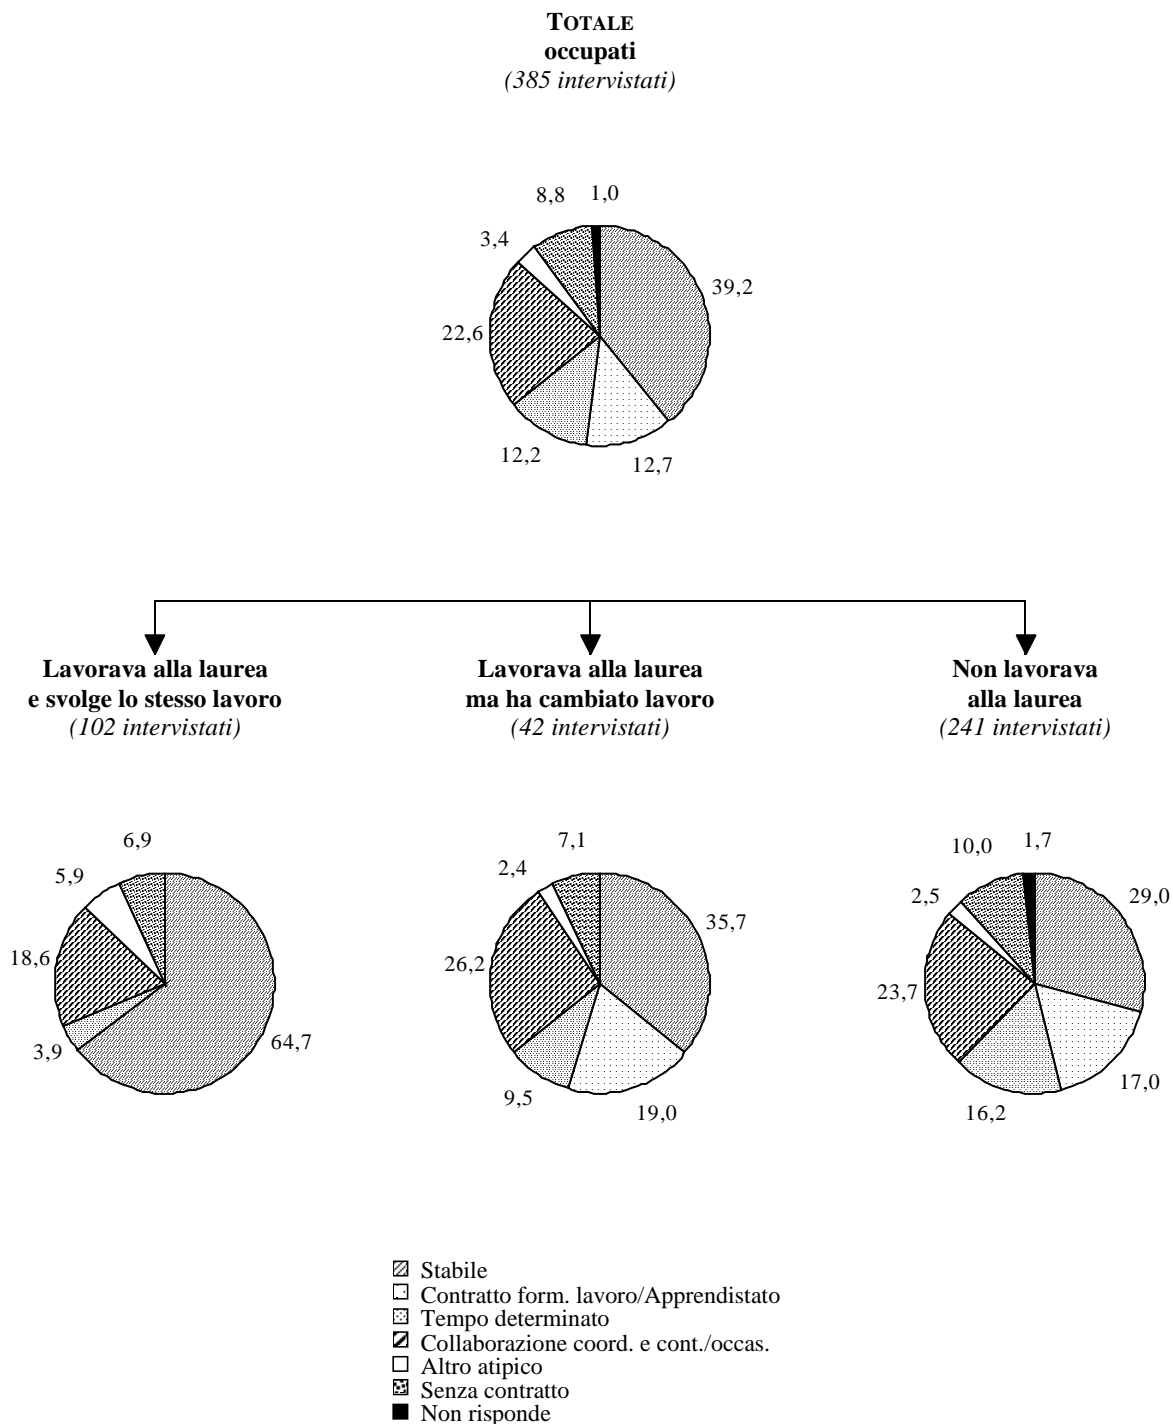 TOTALE
occupati
(385 intervistati)
8,8 1,0
3,4
39,2
22,6
12,2
12,7
Lavorava alla laurea
e svolge lo stesso lavoro
(102 intervistati)
Lavorava alla laurea
ma ha cambiato lavoro
(42 intervistati)
Non lavorava
alla laurea
(241 intervistati)
6,9
5,9
18,6
3,9
64,7
7,1
2,4
35,7
26,2
9,5
19,0
10,0
1,7
2,5
29,0
23,7
17,0
16,2
Stabile
Contratto form. lavoro/Apprendistato
Tempo determinato
Collaborazione coord. e cont./occas.
Altro atipico
Senza contratto
Non risponde